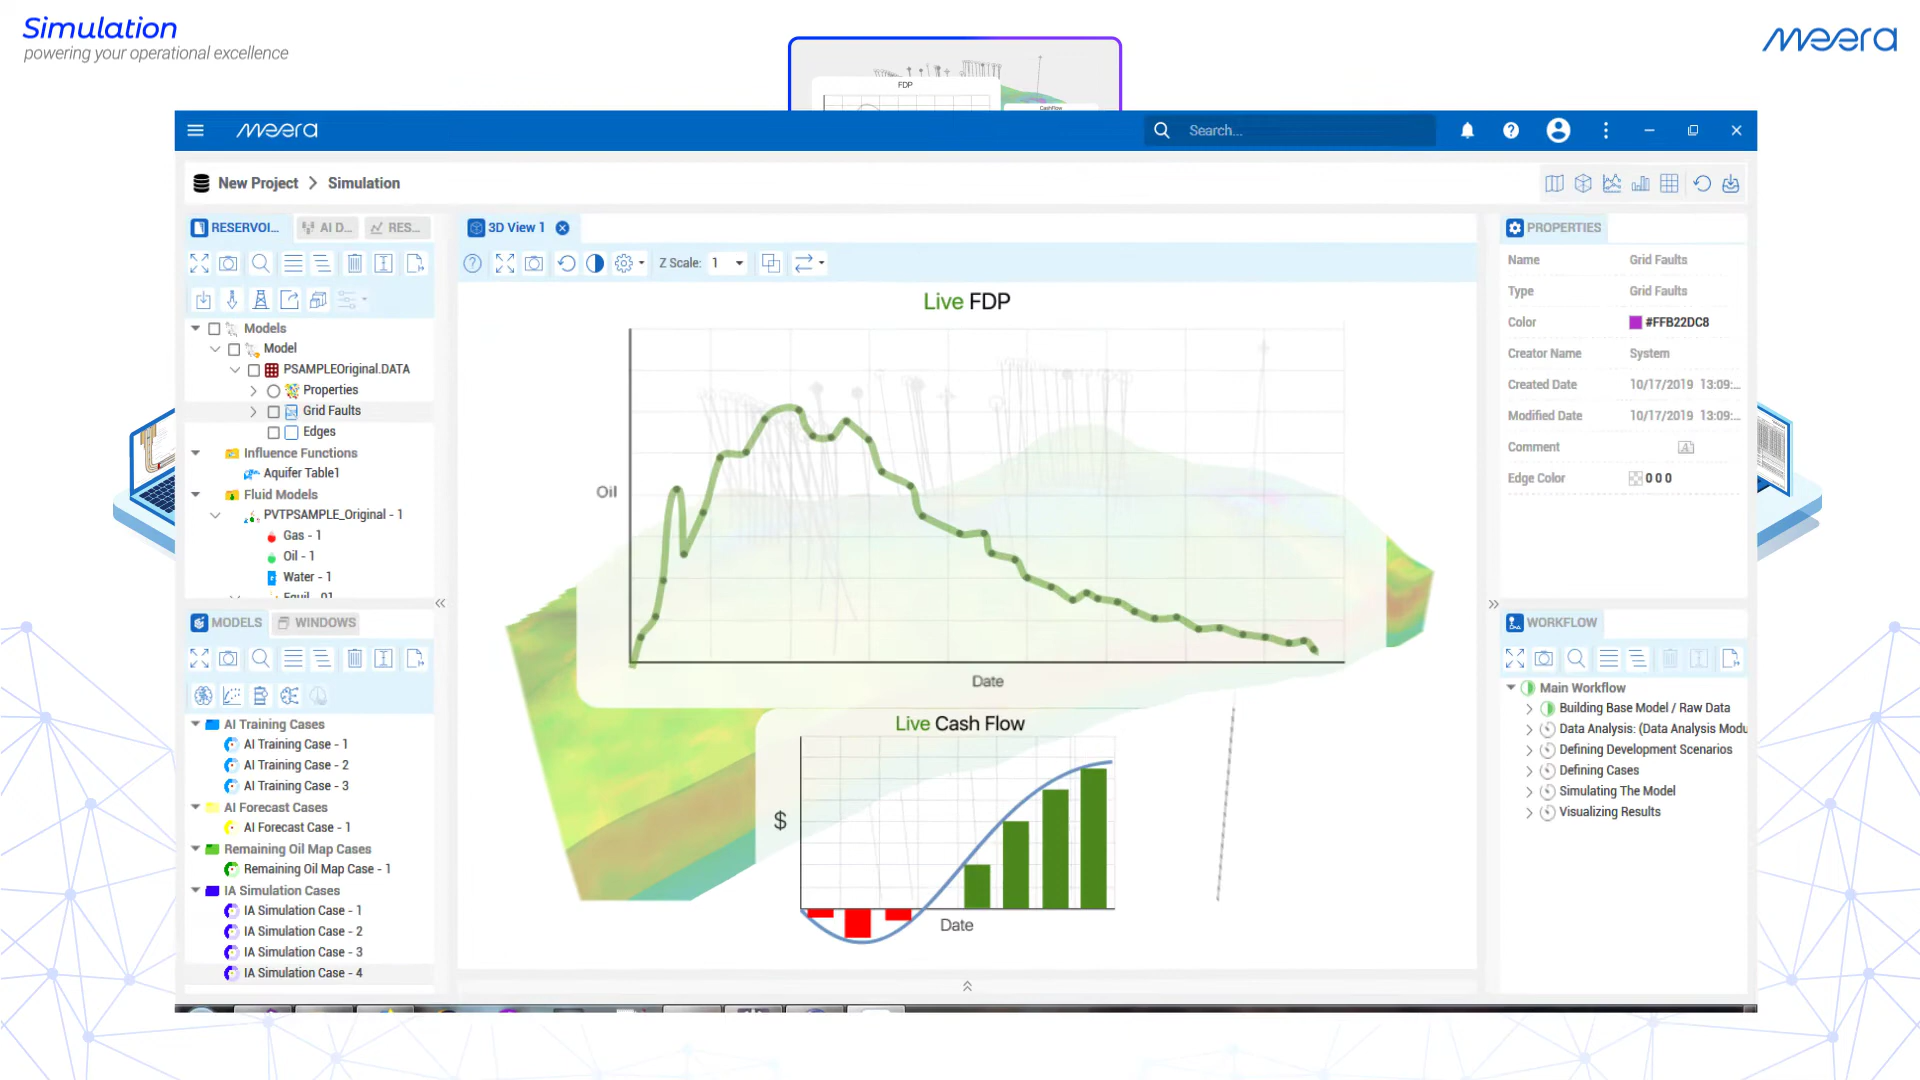 Simulation
powering your operational excellence
meera
FDP
CashFlow
meera
Search...
New Project
Simulation
RESERVOI...
AI D...
RES...
Models
Model
PSAMPLEOriginal.DATA
Properties
Grid Faults
Edges
Influence Functions
Aquifer Table1
Fluid Models
PVTPSAMPLE_Original - 1
Gas - 1
Oil - 1
Water - 1
MODELS
WINDOWS
AI Training Cases
AI Training Case - 1
AI Training Case - 2
AI Training Case - 3
AI Forecast Cases
AI Forecast Case - 1
Remaining Oil Map Cases
Remaining Oil Map Case - 1
IA Simulation Cases
IA Simulation Case - 1
IA Simulation Case - 2
IA Simulation Case - 3
IA Simulation Case - 4
3D View 1
Z Scale: 1
Live FDP
Oil
Date
Live Cash Flow
$
Date
PROPERTIES
Name Grid Faults
Type Grid Faults
Color #FFB22DC8
Creator Name System
Created Date 10/17/2019 13:09:...
Modified Date 10/17/2019 13:09:...
Comment
Edge Color 0 0 0
WORKFLOW
Main Workflow
Building Base Model / Raw Data
Data Analysis: (Data Analysis Modu
Defining Development Scenarios
Defining Cases
Simulating The Model
Visualizing Results